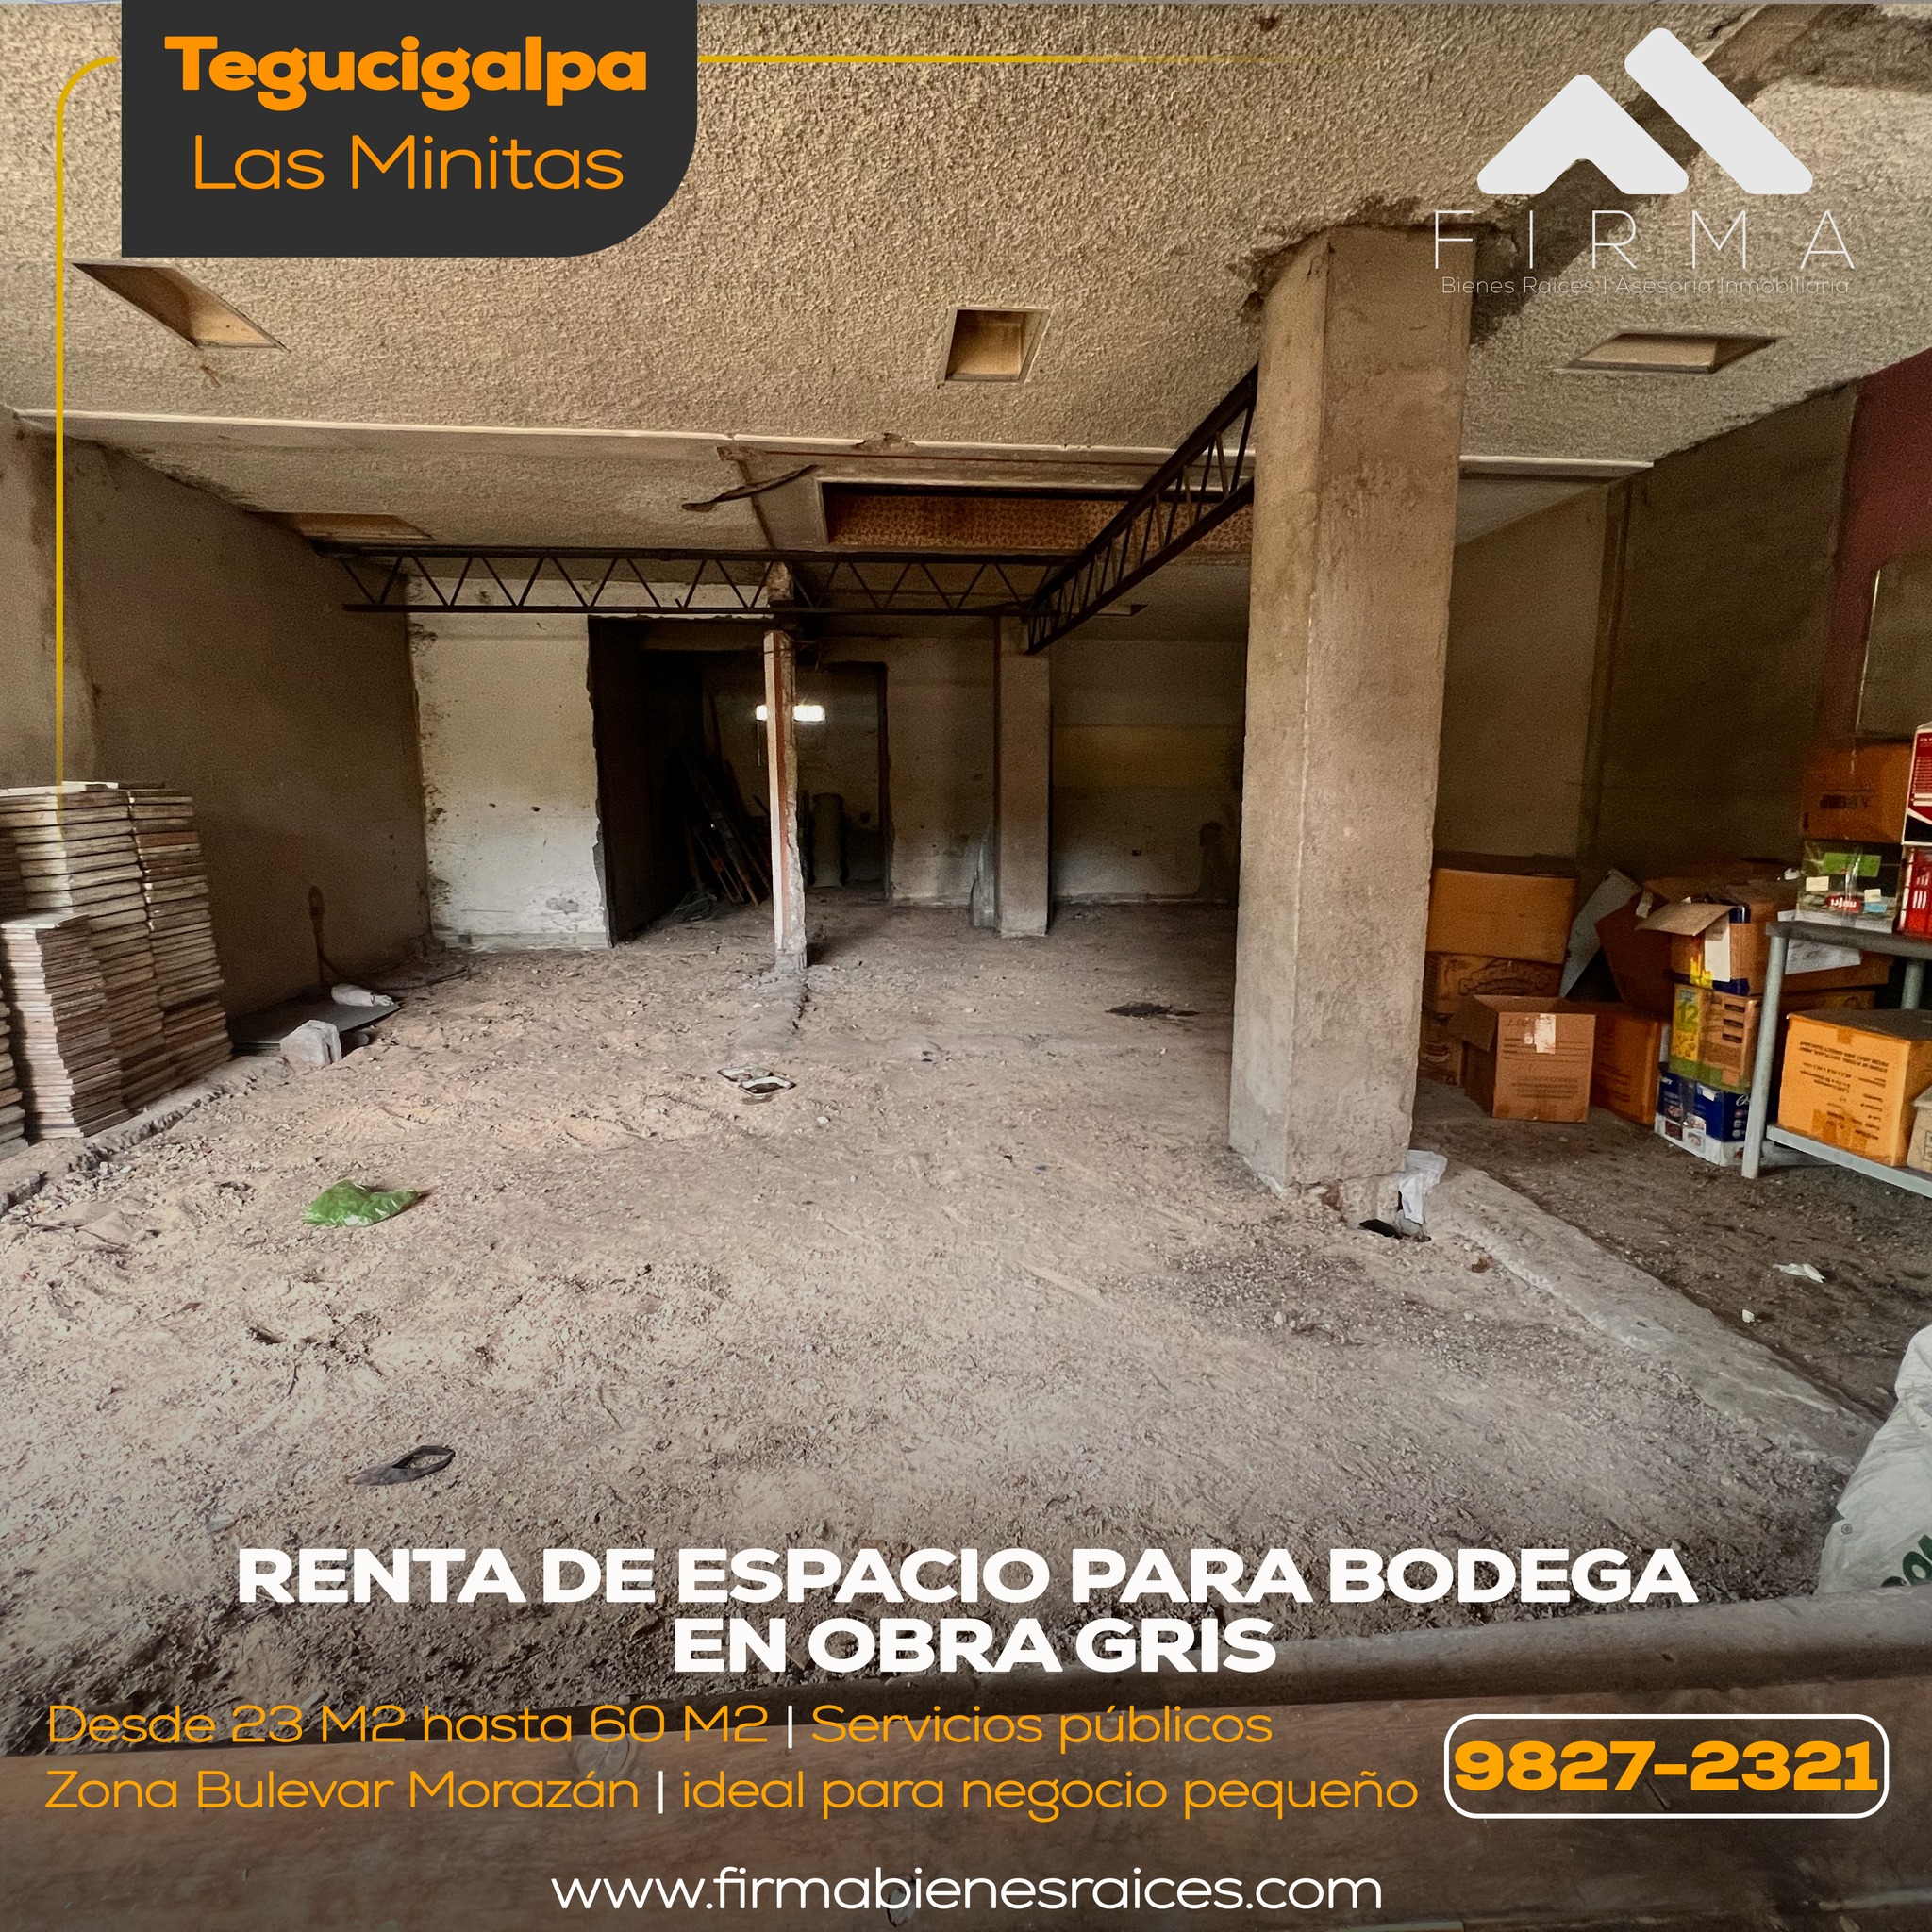 Tegucigalpa
Las Minitas
FIRMA
Bienes Raíces | Asesoría Inmobiliaria
RENTA DE ESPACIO PARA BODEGA
EN OBRA GRIS
Desde 23 M2 hasta 60 M2 | Servicios públicos
Zona Bulevar Morazán | ideal para negocio pequeño
9827-2321
www.firmabienesraices.com